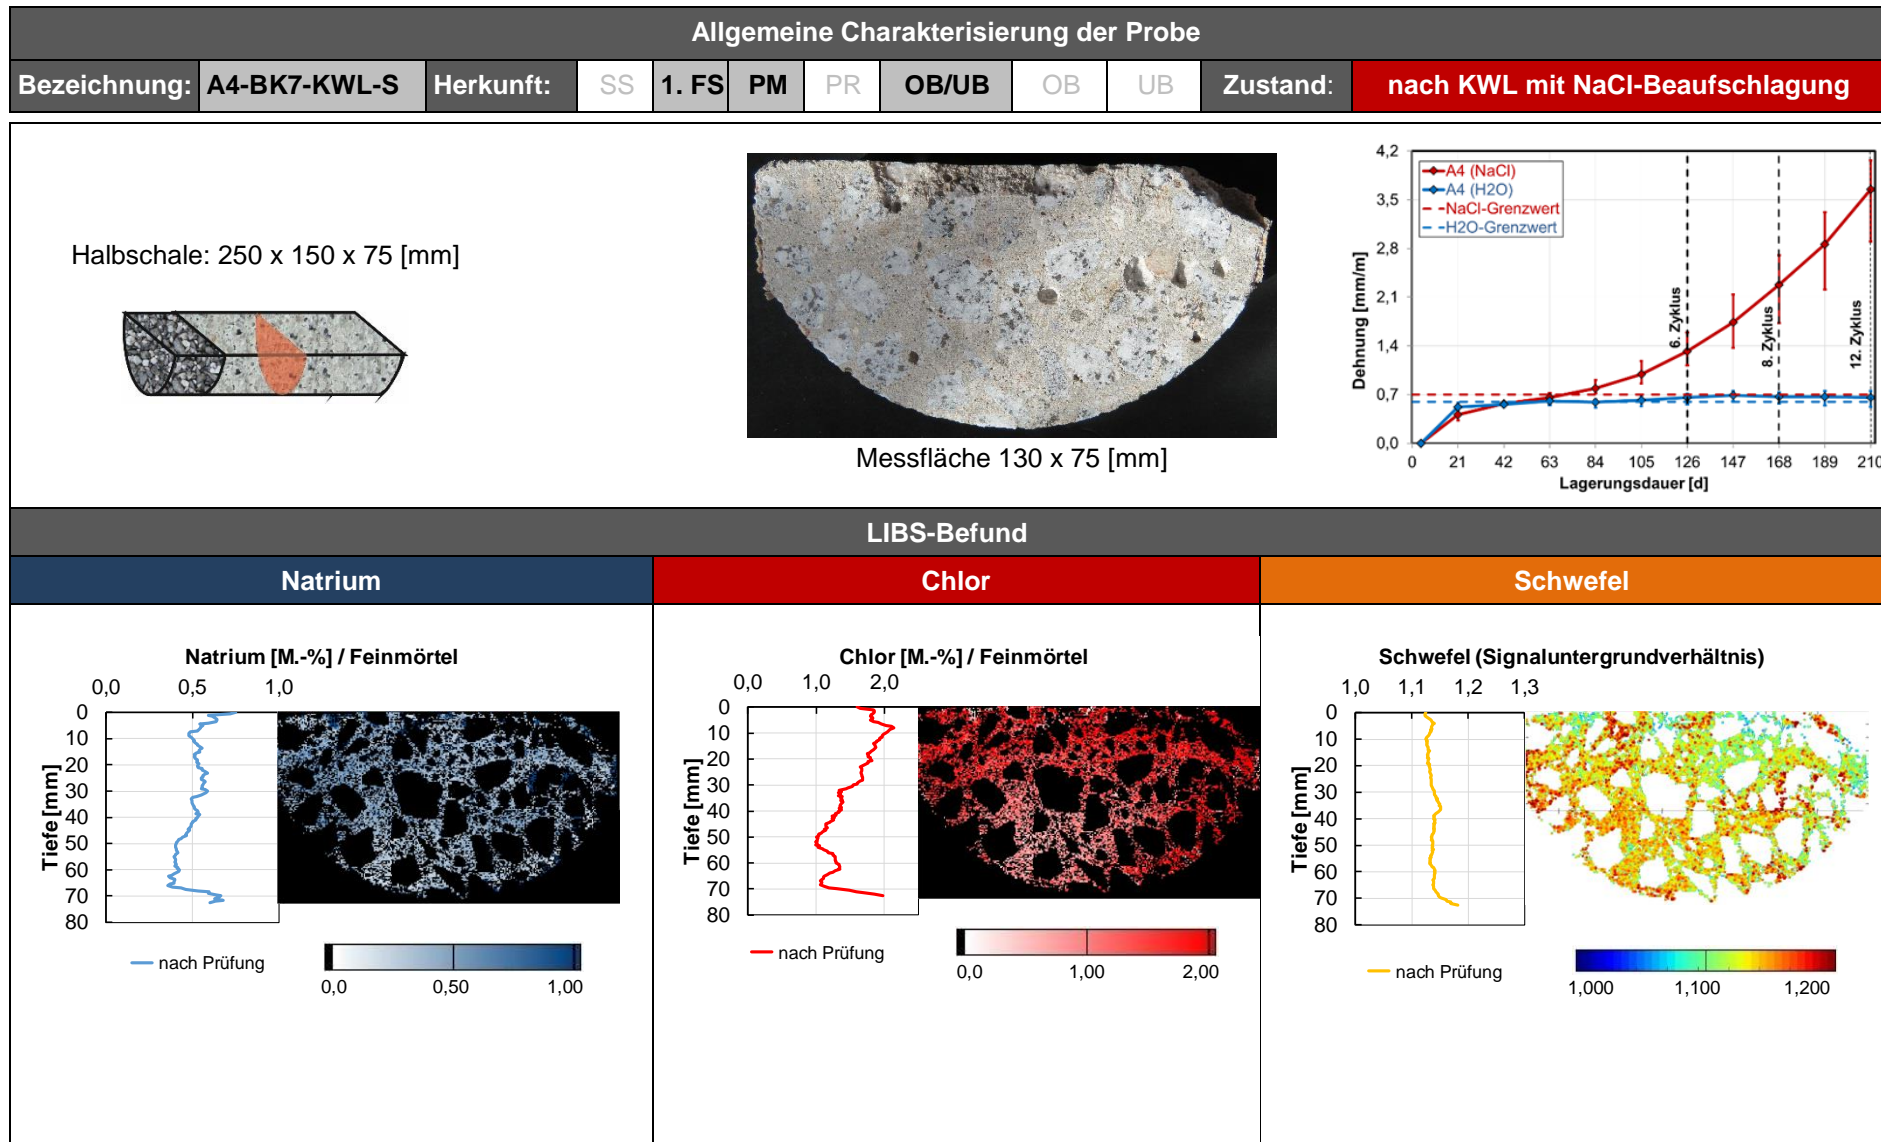 Allgemeine Charakterisierung der Probe
Bezeichnung: A4-BK7-KWL-S Herkunft: SS 1. FS PM PR OB/UB OB UB Zustand: nach KWL mit NaCl-Beaufschlagung
Halbschale: 250 x 150 x 75 [mm]
Messfläche 130 x 75 [mm]
4,2
3,5
2,8
2,1
1,4
0,7
0,0
Dehnung [mm/m]
A4 (NaCl)
A4 (H2O)
NaCl-Grenzwert
H2O-Grenzwert
6. Zyklus
8. Zyklus
12. Zyklus
0 21 42 63 84 105 126 147 168 189 210
Lagerungsdauer [d]
LIBS-Befund
Natrium
Natrium [M.-%] / Feinmörtel
0,0 0,5 1,0
0
10
20
30
40
50
60
70
80
Tiefe [mm]
nach Prüfung
0,0 0,50 1,00
Chlor
Chlor [M.-%] / Feinmörtel
0,0 1,0 2,0
0
10
20
30
40
50
60
70
80
Tiefe [mm]
nach Prüfung
0,0 1,00 2,00
Schwefel
Schwefel (Signaluntergrundverhältnis)
1,0 1,1 1,2 1,3
0
10
20
30
40
50
60
70
80
Tiefe [mm]
nach Prüfung
1,000 1,100 1,200